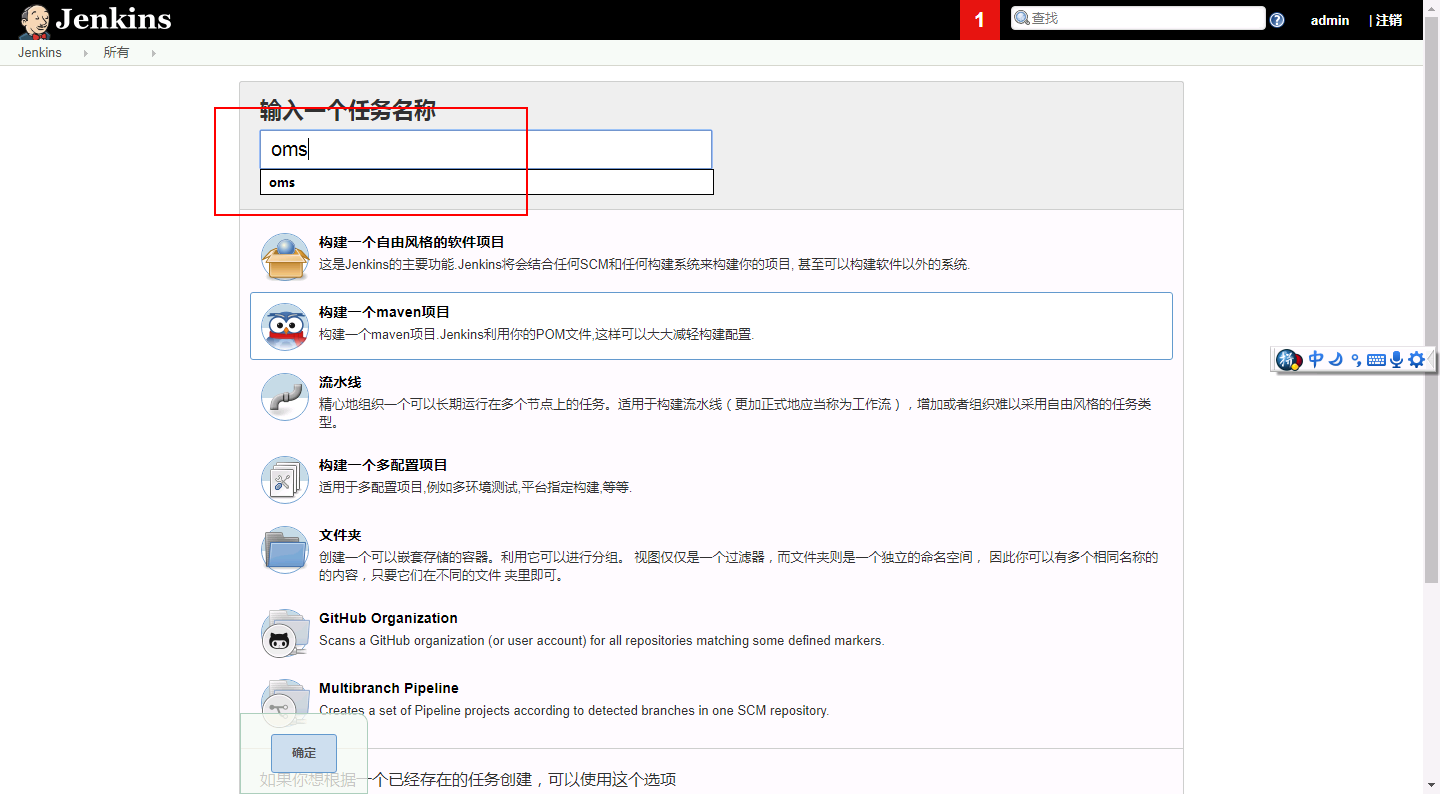 Jenkins
1
查找
admin
| 注销
Jenkins
所有
输入一个任务名称
oms
oms
构建一个自由风格的软件项目
这是Jenkins的主要功能.Jenkins将会结合任何SCM和任何构建系统来构建你的项目, 甚至可以构建软件以外的系统.
构建一个maven项目
构建一个maven项目.Jenkins利用你的POM文件,这样可以大大减轻构建配置.
流水线
精心地组织一个可以长期运行在多个节点上的任务。适用于构建流水线（更加正式地应当称为工作流），增加或者组织难以采用自由风格的任务类
型。
构建一个多配置项目
适用于多配置项目,例如多环境测试,平台指定构建,等等.
文件夹
创建一个可以嵌套存储的容器。利用它可以进行分组。 视图仅仅是一个过滤器，而文件夹则是一个独立的命名空间， 因此你可以有多个相同名称的
的内容，只要它们在不同的文件 夹里即可。
GitHub Organization
Scans a GitHub organization (or user account) for all repositories matching some defined markers.
Multibranch Pipeline
Creates a set of Pipeline projects according to detected branches in one SCM repository.
确定
如果你想根据一个已经存在的任务创建，可以使用这个选项
拼
中